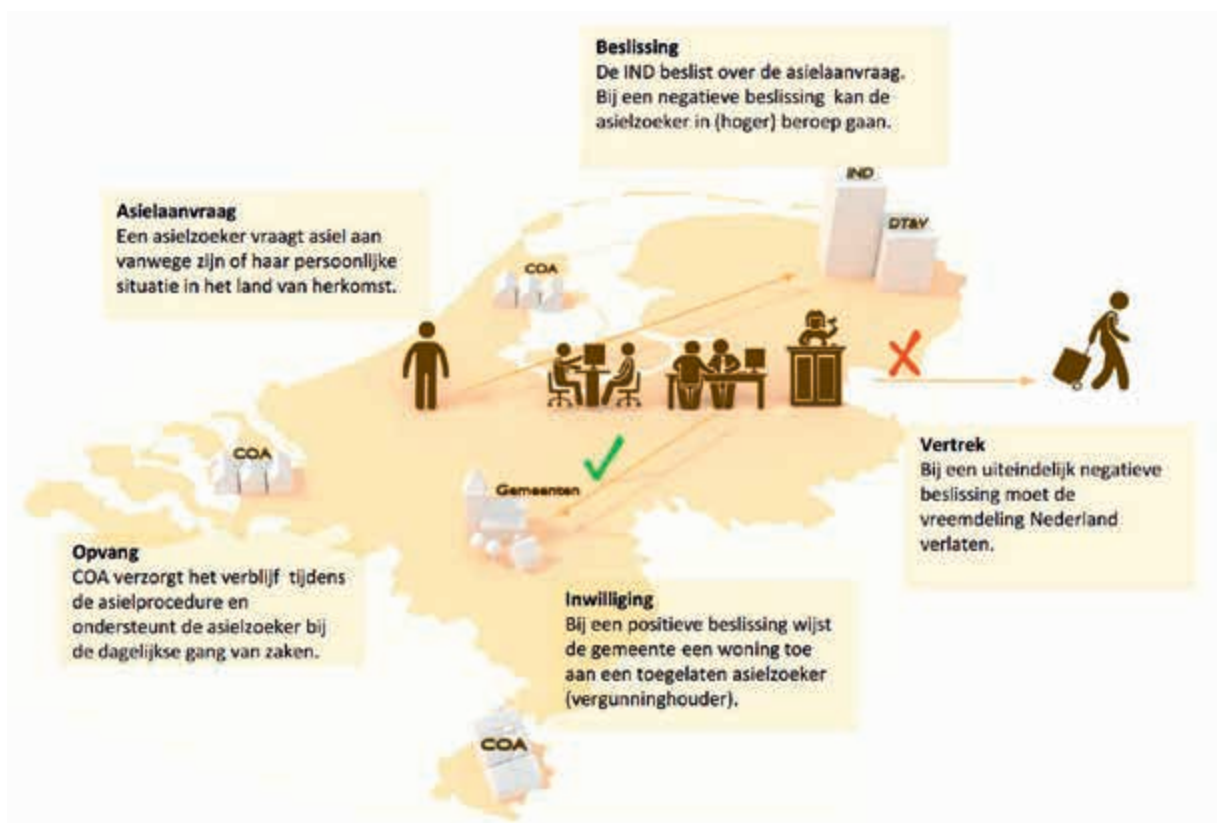 Beslissing
De IND beslist over de asielaanvraag.
Bij een negatieve beslissing kan de
asielzoeker in (hoger) beroep gaan.
IND
DT&V
Asielaanvraag
Een asielzoeker vraagt asiel aan
vanwege zijn of haar persoonlijke
situatie in het land van herkomst.
COA
COA
Gemeenten
Vertrek
Bij een uiteindelijk negatieve
beslissing moet de
vreemdeling Nederland
verlaten.
Opvang
COA verzorgt het verblijf tijdens
de asielprocedure en
ondersteunt de asielzoeker bij
de dagelijkse gang van zaken.
Inwilliging
Bij een positieve beslissing wijst
de gemeente een woning toe
aan een toegelaten asielzoeker
(vergunninghouder).
COA